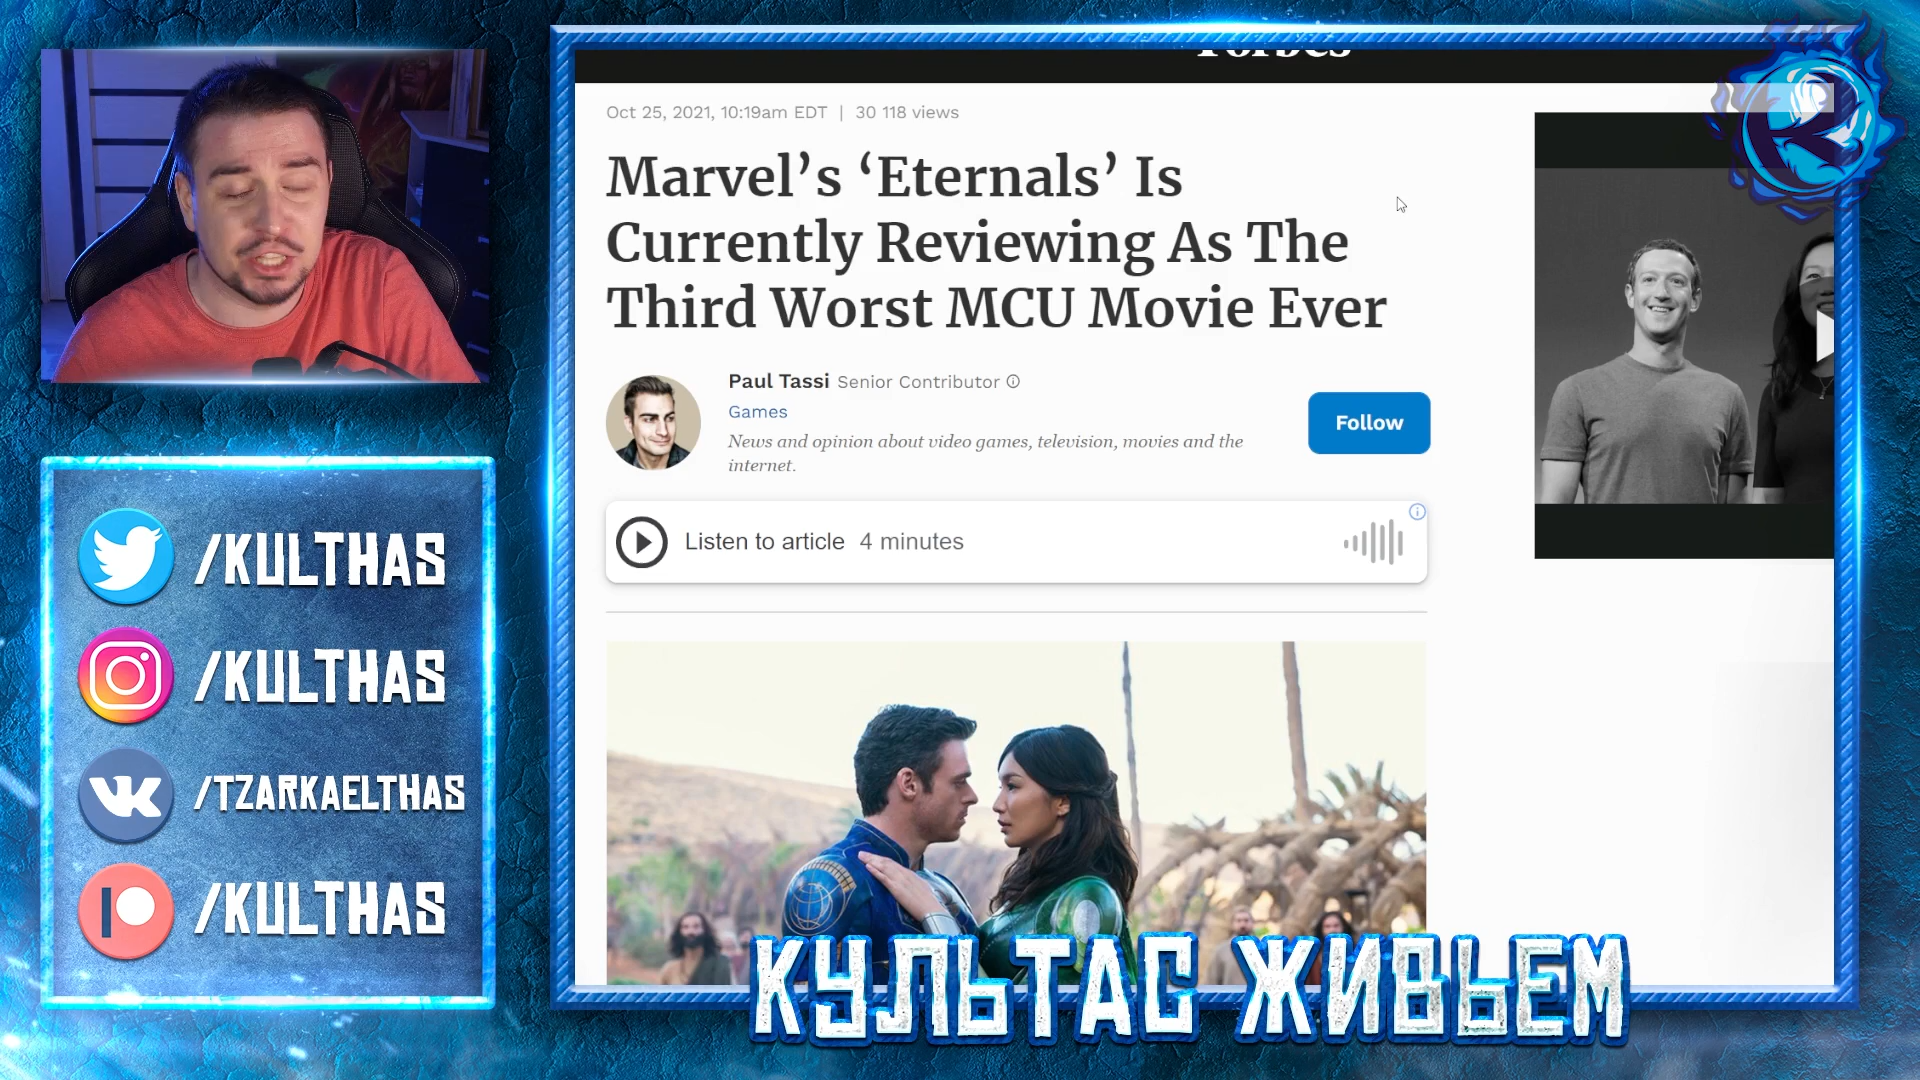 Forbes
Oct 25, 2021, 10:19am EDT | 30 118 views
Marvel’s ‘Eternals’ Is
Currently Reviewing As The
Third Worst MCU Movie Ever
Paul Tassi Senior Contributor
Games
News and opinion about video games, television, movies and the
internet.
Follow
Listen to article 4 minutes
/KULTHAS
/KULTHAS
/TZARKAELTHAS
/KULTHAS
КУЛЬТАС ЖИВЬЕМ